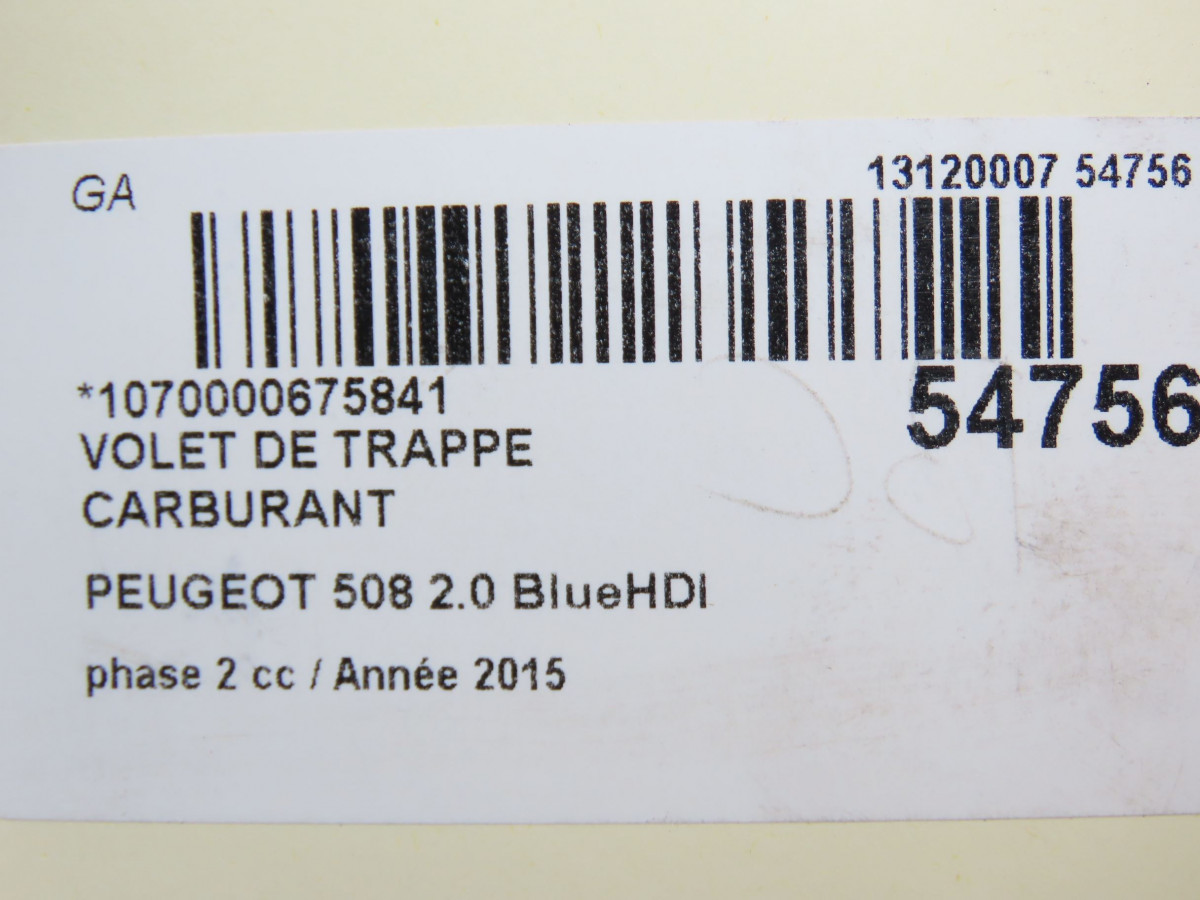 GA
13120007 54756
*1070000675841
54756
VOLET DE TRAPPE
CARBURANT
PEUGEOT 508 2.0 BlueHDI
phase 2 cc / Année 2015